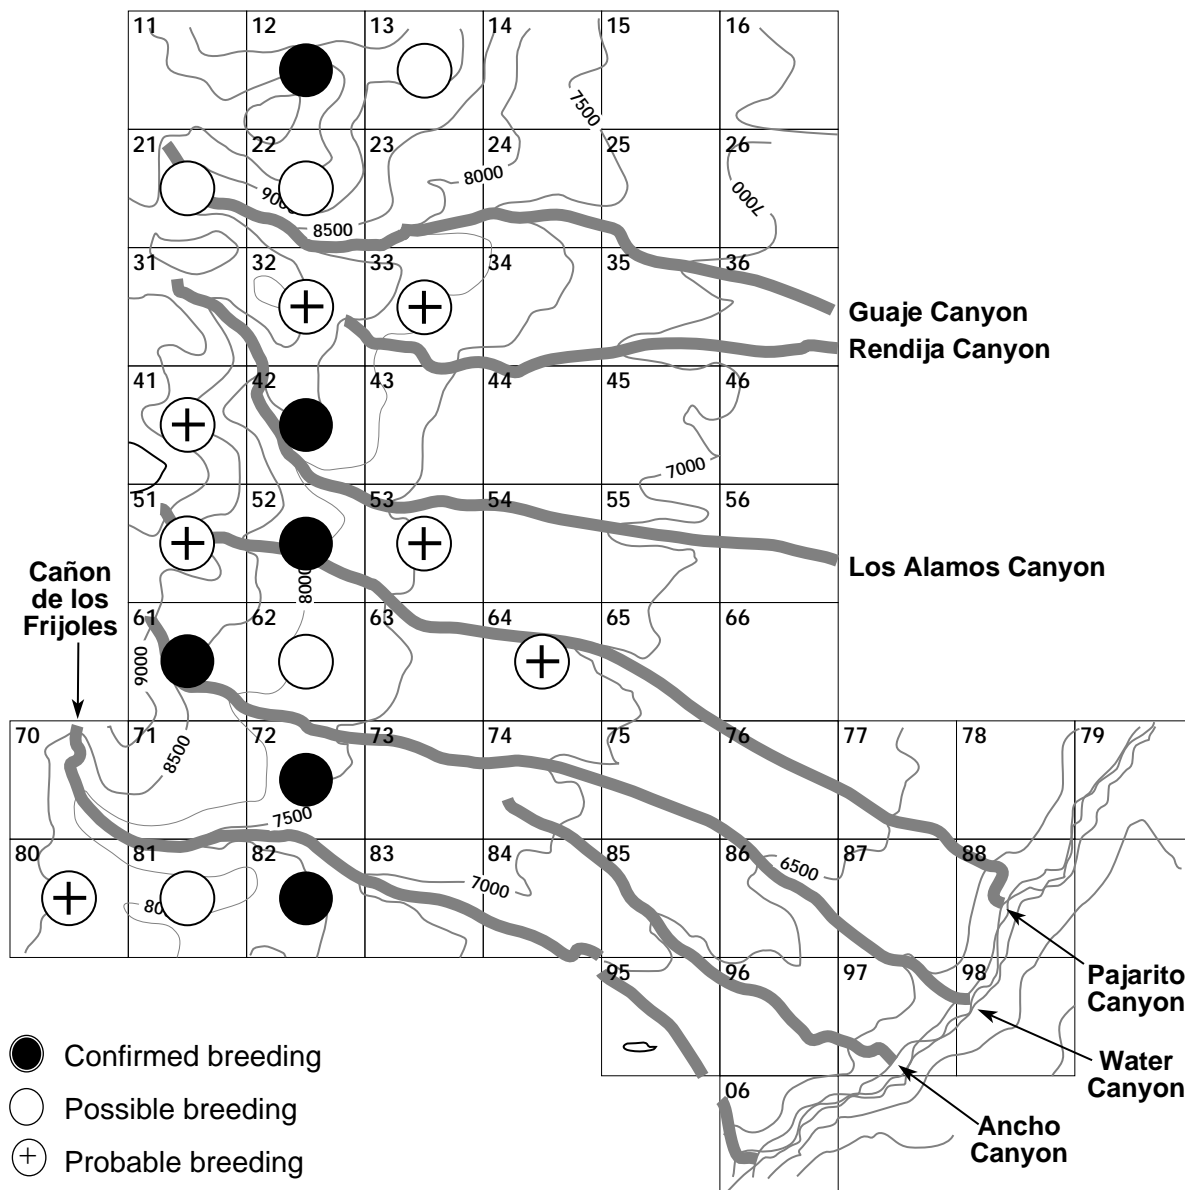 11 12 13 14 15 16
7500
21 22 23 24 25 26
8000
9000
7000
8500
31 32 33 34 35 36
Guaje Canyon
Rendija Canyon
41 42 43 44 45 46
7000
51 52 53 54 55 56
Los Alamos Canyon
Cañon
de los
Frijoles
8000
61 62 63 64 65 66
9000
70 71 72 73 74 75 76 77 78 79
8500
7500
80 81 82 83 84 85 86 87 88
6500
7000
80
95 96 97 98
Pajarito
Canyon
Water
Canyon
06
Ancho
Canyon
Confirmed breeding
Possible breeding
Probable breeding